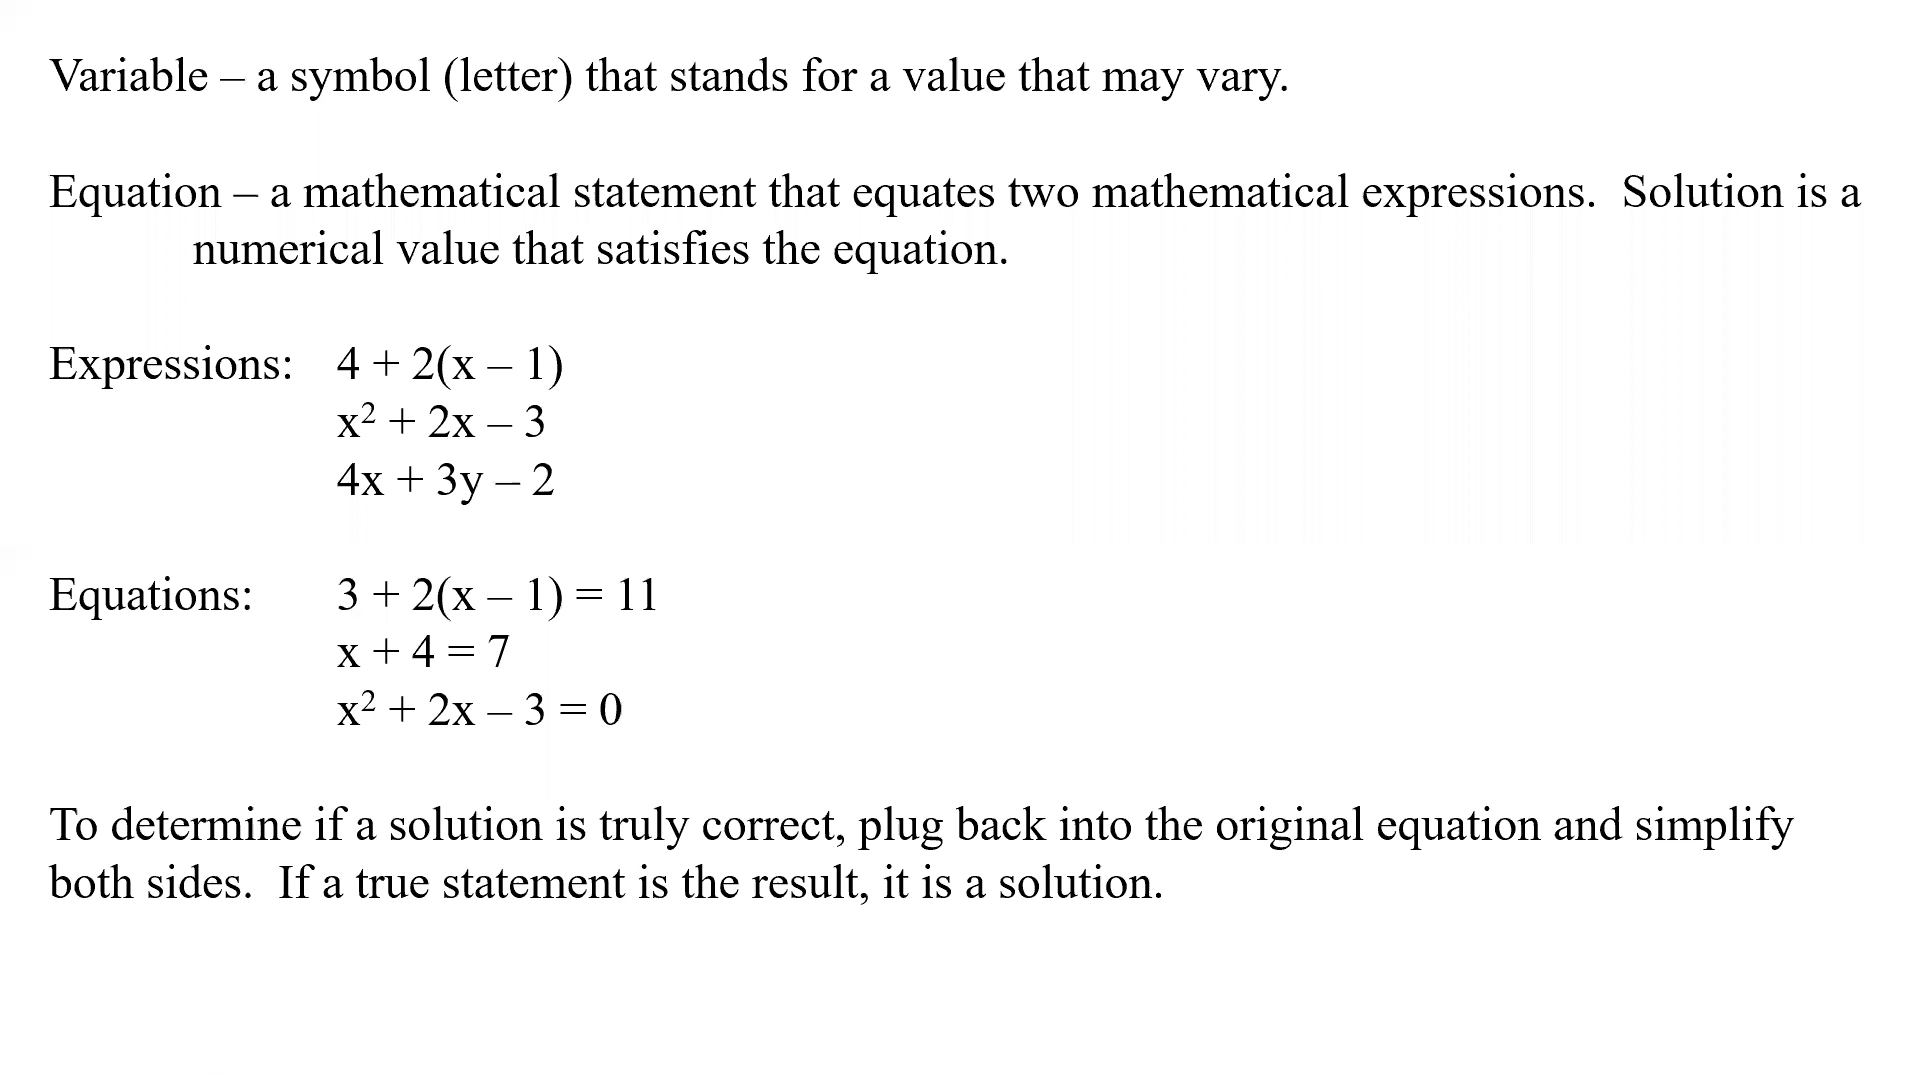 Variable – a symbol (letter) that stands for a value that may vary.
Equation – a mathematical statement that equates two mathematical expressions.  Solution is a
numerical value that satisfies the equation.
Expressions: 4 + 2(x – 1)
x² + 2x – 3
4x + 3y – 2
Equations: 3 + 2(x – 1) = 11
x + 4 = 7
x² + 2x – 3 = 0
To determine if a solution is truly correct, plug back into the original equation and simplify
both sides.  If a true statement is the result, it is a solution.